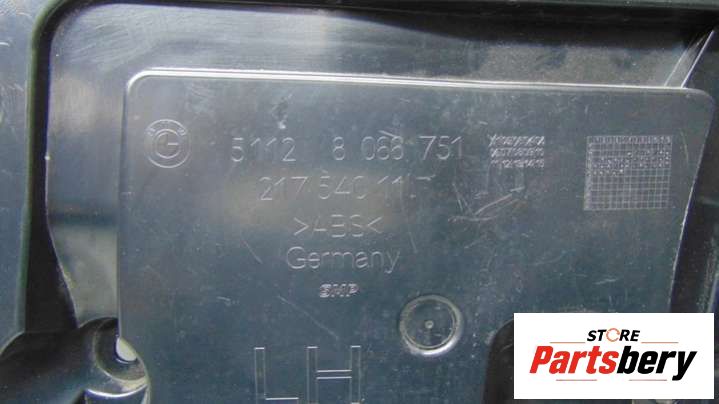 5112 8 066 751
217 540 11
>ABS<
Germany
SMP
LH
STORE
Partsbery